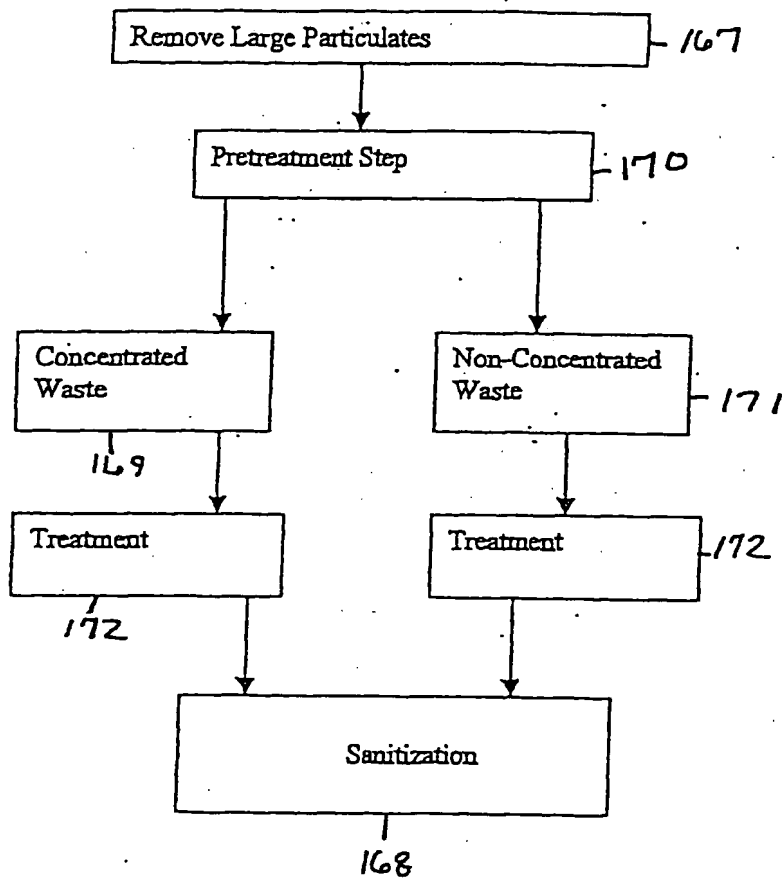 Remove Large Particulates
167
Pretreatment Step
170
Concentrated
Waste
169
Non-Concentrated
Waste
171
Treatment
172
Treatment
172
Sanitization
168